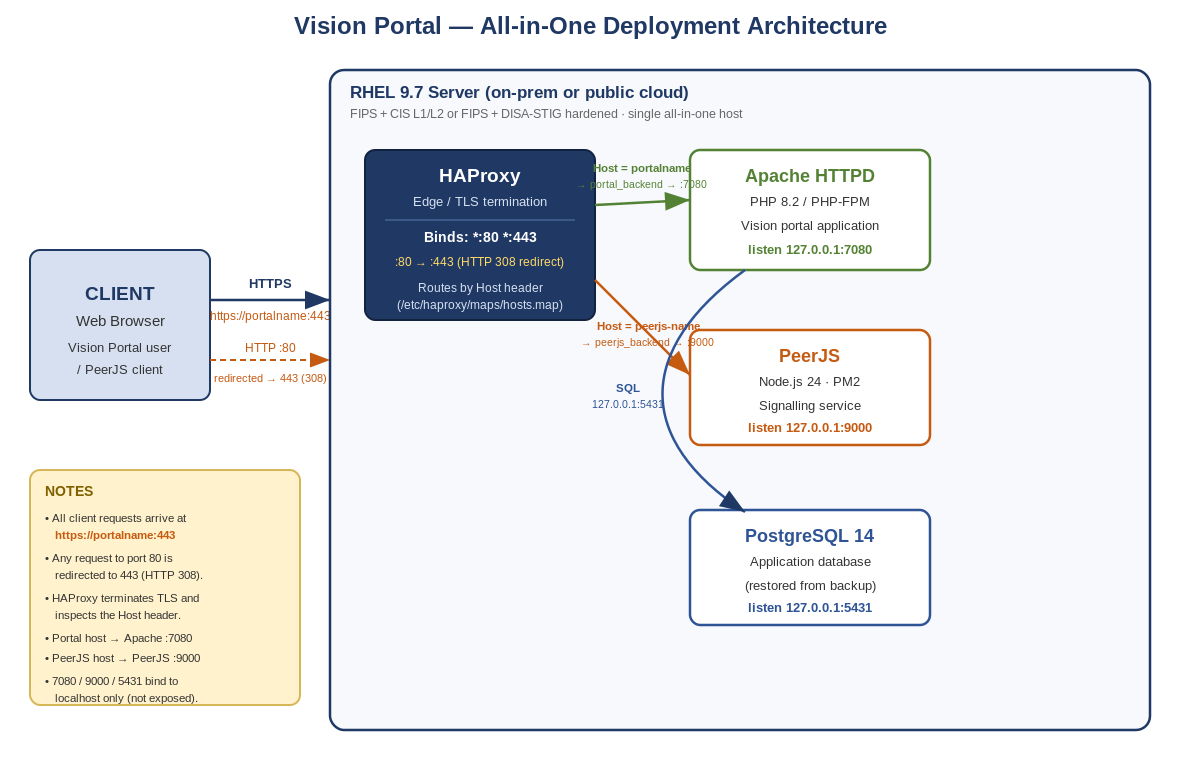 Vision Portal — All-in-One Deployment Architecture
RHEL 9.7 Server (on-prem or public cloud)
FIPS + CIS L1/L2 or FIPS + DISA-STIG hardened · single all-in-one host
CLIENT
Web Browser
Vision Portal user
/ PeerJS client
HTTPS
https://portalname:443
HTTP :80
redirected → 443 (308)
HAProxy
Edge / TLS termination
Binds: *:80 *:443
:80 → :443 (HTTP 308 redirect)
Routes by Host header
(/etc/haproxy/maps/hosts.map)
Host = portalname
→ portal_backend → :7080
Apache HTTPD
PHP 8.2 / PHP-FPM
Vision portal application
listen 127.0.0.1:7080
Host = peerjs-name
→ peerjs_backend → :9000
PeerJS
Node.js 24 · PM2
Signalling service
listen 127.0.0.1:9000
SQL
127.0.0.1:5431
PostgreSQL 14
Application database
(restored from backup)
listen 127.0.0.1:5431
NOTES
• All client requests arrive at
https://portalname:443
• Any request to port 80 is
redirected to 443 (HTTP 308).
• HAProxy terminates TLS and
inspects the Host header.
• Portal host → Apache :7080
• PeerJS host → PeerJS :9000
• 7080 / 9000 / 5431 bind to
localhost only (not exposed).